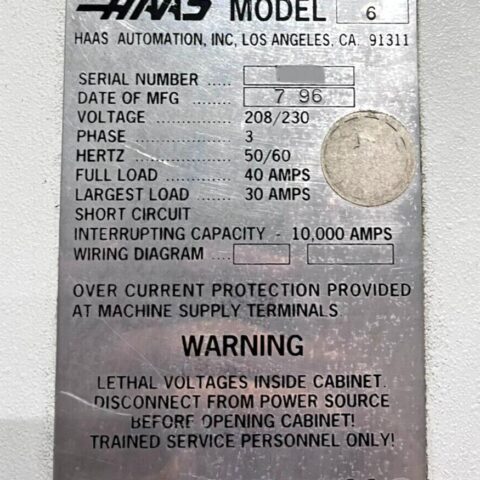 HAAS MODEL 6
HAAS AUTOMATION, INC, LOS ANGELES, CA. 91311
SERIAL NUMBER ......
DATE OF MFG ...... 7 96
VOLTAGE ............ 208/230
PHASE ................ 3
HERTZ ................ 50/60
FULL LOAD .......... 40 AMPS
LARGEST LOAD ... 30 AMPS
SHORT CIRCUIT
INTERRUPTING CAPACITY - 10,000 AMPS
WIRING DIAGRAM ....
OVER CURRENT PROTECTION PROVIDED
AT MACHINE SUPPLY TERMINALS
WARNING
LETHAL VOLTAGES INSIDE CABINET.
DISCONNECT FROM POWER SOURCE
BEFORE OPENING CABINET!
TRAINED SERVICE PERSONNEL ONLY!